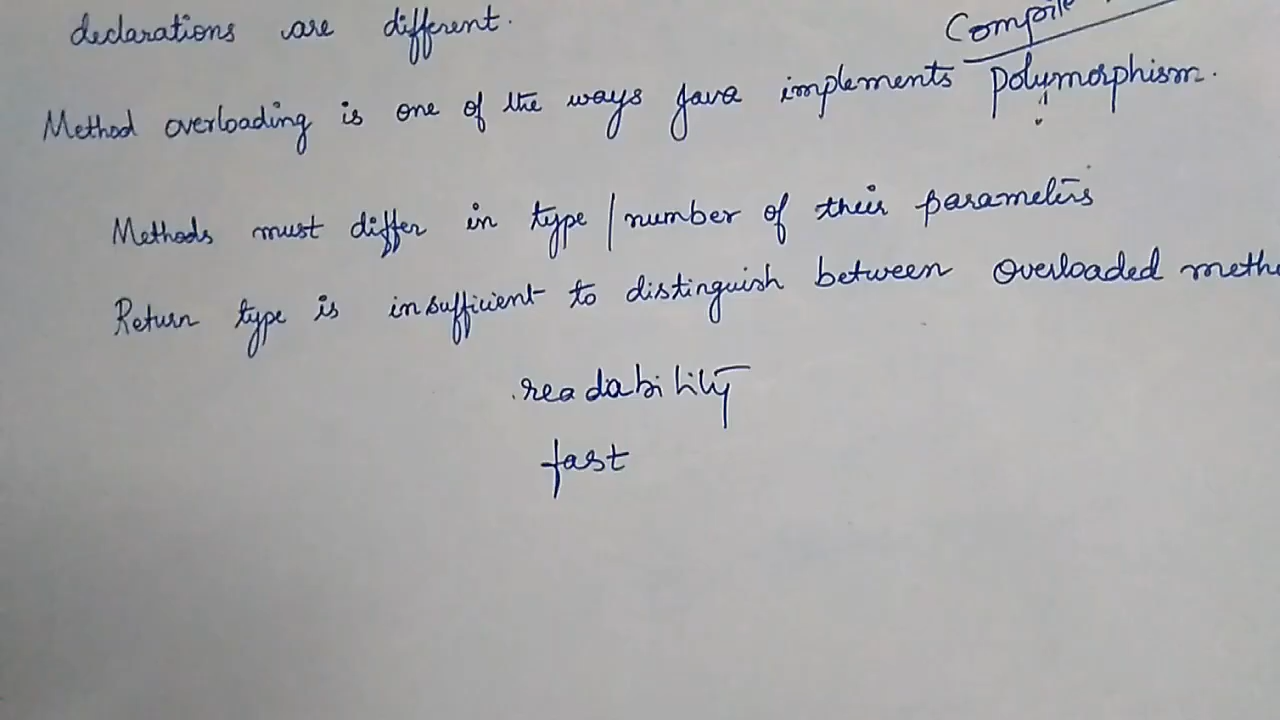 declarations are different.
Compile
Method overloading is one of the ways Java implements polymorphism.
Methods must differ in type / number of their parameters
Return type is insufficient to distinguish between overloaded meth
readability
fast